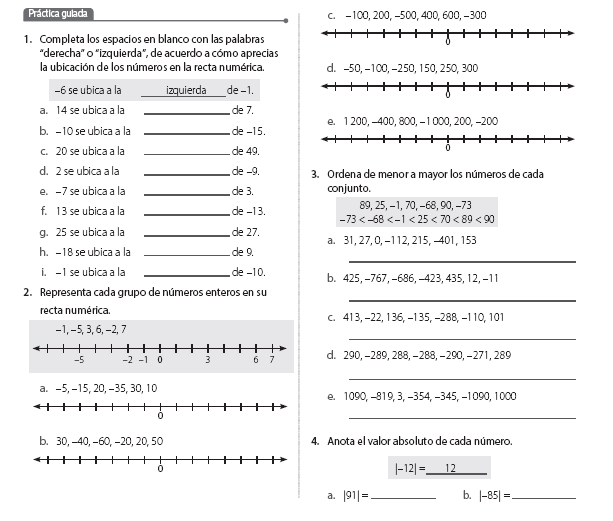 Práctica guiada
1. Completa los espacios en blanco con las palabras
"derecha" o "izquierda", de acuerdo a cómo aprecias
la ubicación de los números en la recta numérica.
–6 se ubica a la izquierda de –1.
a. 14 se ubica a la ________ de 7.
b. –10 se ubica a la ________ de –15.
c. 20 se ubica a la ________ de 49.
d. 2 se ubica a la ________ de –9.
e. –7 se ubica a la ________ de 3.
f. 13 se ubica a la ________ de –13.
g. 25 se ubica a la ________ de 27.
h. –18 se ubica a la ________ de 9.
i. –1 se ubica a la ________ de –10.
2. Representa cada grupo de números enteros en su
recta numérica.
–1, –5, 3, 6, –2, 7
–5 –2 –1 0 3 6 7
a. –5, –15, 20, –35, 30, 10
0
b. 30, –40, –60, –20, 20, 50
0
c. –100, 200, –500, 400, 600, –300
0
d. –50, –100, –250, 150, 250, 300
0
e. 1 200, –400, 800, –1 000, 200, –200
0
3. Ordena de menor a mayor los números de cada
conjunto.
89, 25, –1, 70, –68, 90, –73
–73 < –68 < –1 < 25 < 70 < 89 < 90
a. 31, 27, 0, –112, 215, –401, 153
b. 425, –767, –686, –423, 435, 12, –11
c. 413, –22, 136, –135, –288, –110, 101
d. 290, –289, 288, –288, –290, –271, 289
e. 1090, –819, 3, –354, –345, –1090, 1000
4. Anota el valor absoluto de cada número.
|–12| = 12
a. |91| = ________ b. |–85| = ________